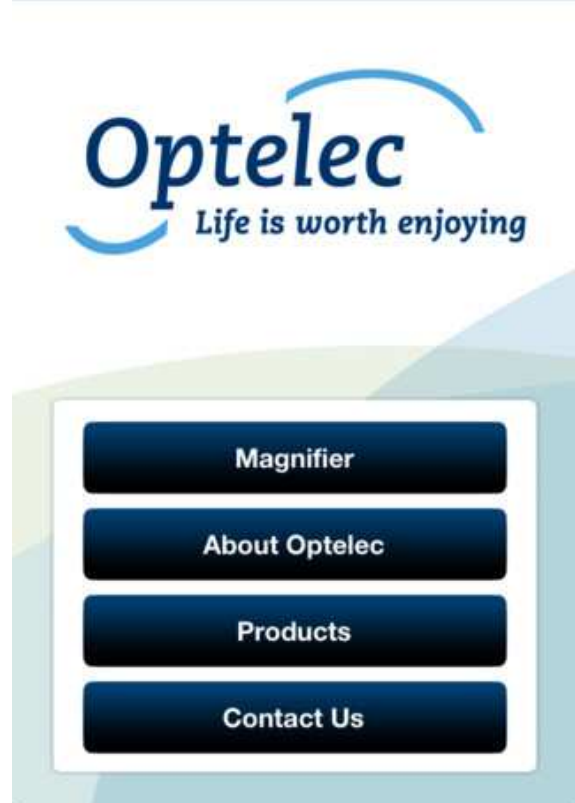 Optelec
Life is worth enjoying
Magnifier
About Optelec
Products
Contact Us